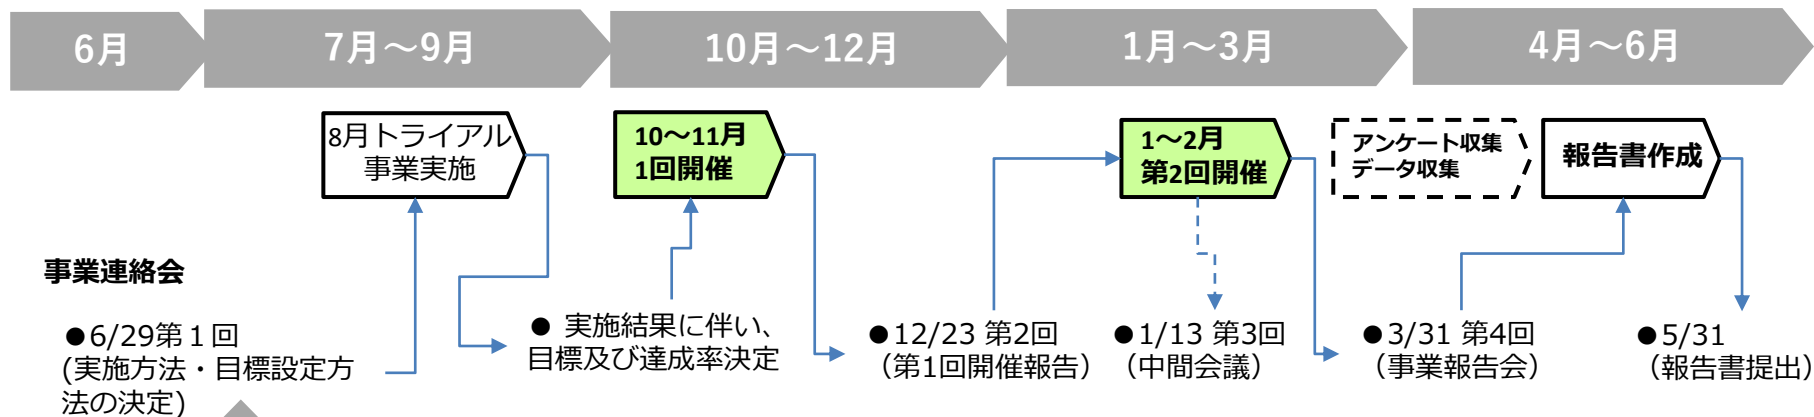 6月
7月～9月
10月～12月
1月～3月
4月～6月
8月トライアル
事業実施
10～11月
1回開催
1～2月
第2回開催
アンケート収集
データ収集
報告書作成
事業連絡会
●6/29第１回
(実施方法・目標設定方
法の決定)
● 実施結果に伴い、
目標及び達成率決定
●12/23 第2回
（第1回開催報告）
●1/13 第3回
（中間会議）
●3/31 第4回
（事業報告会）
●5/31
（報告書提出）